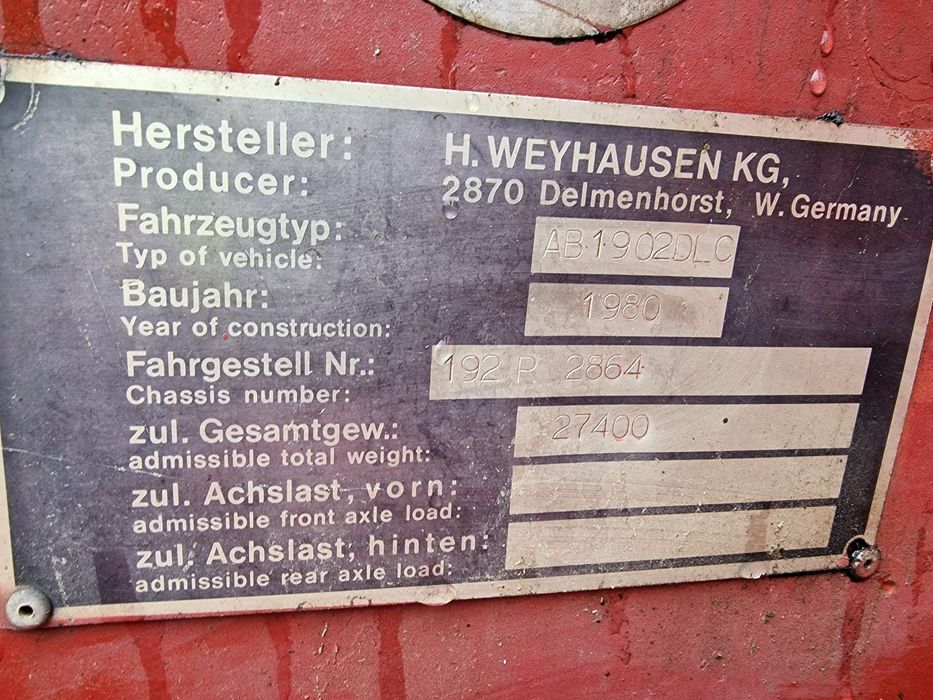 Hersteller: H. WEYHAUSEN KG,
Producer: 2870 Delmenhorst, W. Germany
Fahrzeugtyp: AB1902DLC
Typ of vehicle:
Baujahr: 1980
Year of construction:
Fahrgestell Nr.: 192 P 2864
Chassis number:
zul. Gesamtgew.: 27400
admissible total weight:
zul. Achslast, vorn:
admissible front axle load:
zul. Achslast, hinten:
admissible rear axle load: